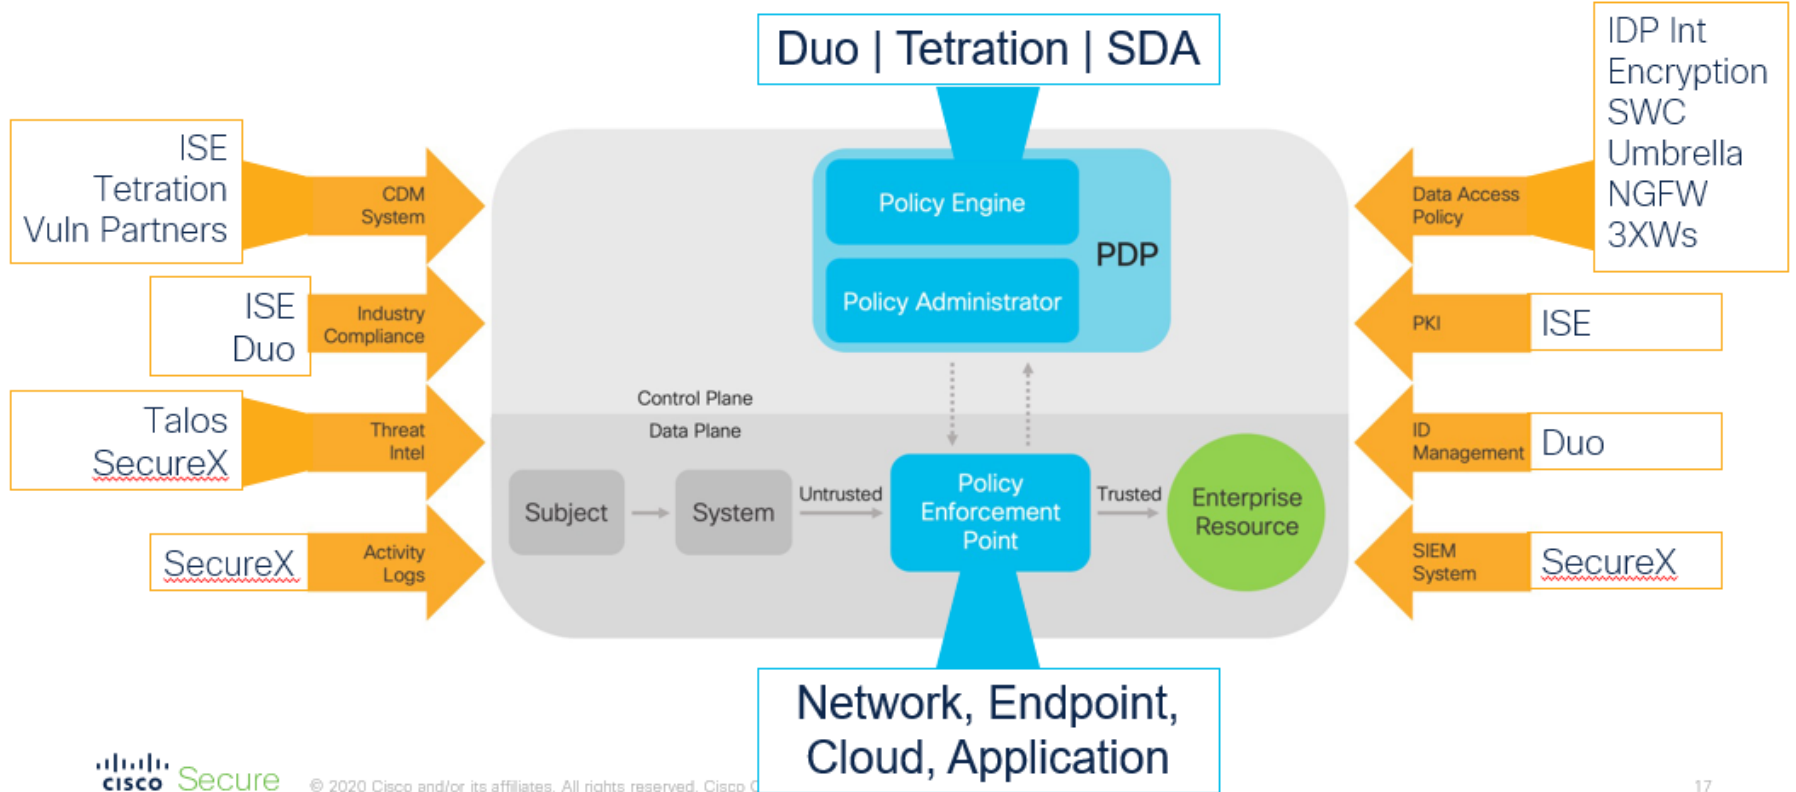 Duo | Tetration | SDA
IDP Int
Encryption
SWC
Umbrella
NGFW
3XWs
ISE
Tetration
Vuln Partners
CDM
System
Policy Engine
PDP
Policy Administrator
Data Access
Policy
ISE
Duo
Industry
Compliance
PKI
ISE
Control Plane
Data Plane
Talos
SecureX
Threat
Intel
ID
Management
Duo
Subject
System
Untrusted
Policy
Enforcement
Point
Trusted
Enterprise
Resource
SecureX
Activity
Logs
SIEM
System
SecureX
Network, Endpoint,
Cloud, Application
CISCO Secure
© 2020 Cisco and/or its affiliates. All rights reserved. Cisco
17